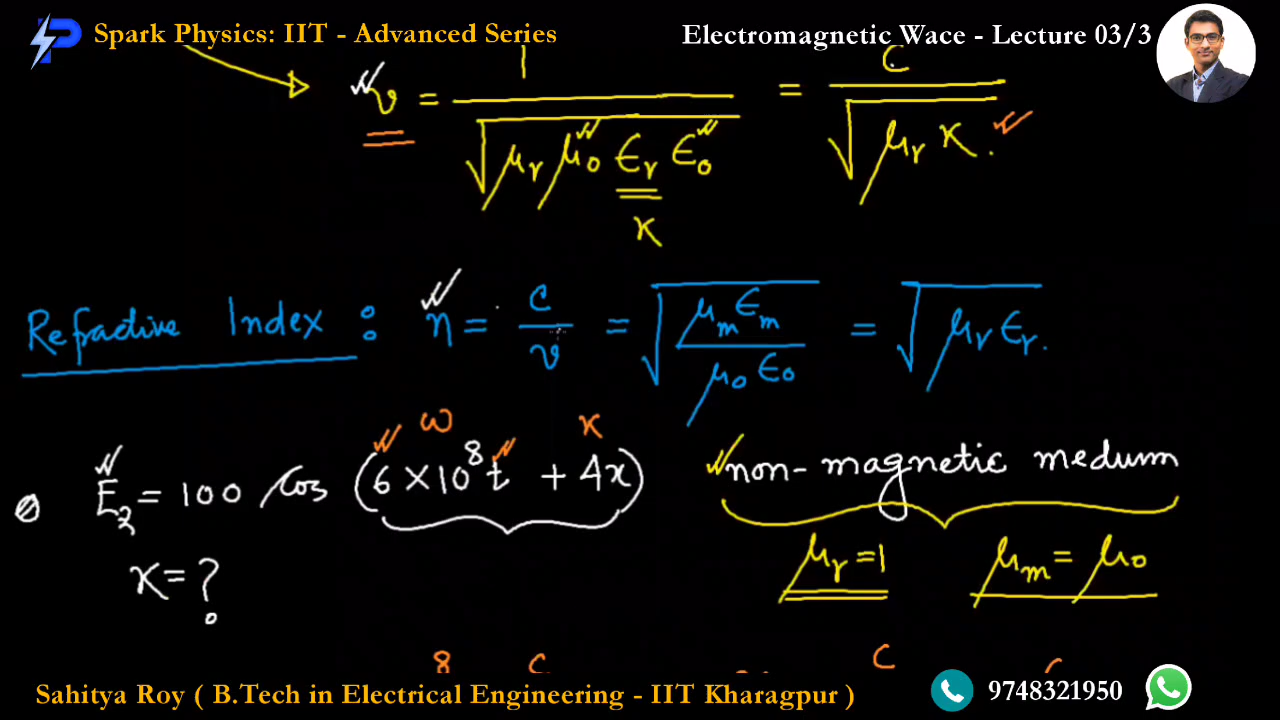 Spark Physics: IIT - Advanced Series
Electromagnetic Wace - Lecture 03/3
v = 1 / √(μr μ0 εr ε0) = c / √(μr K).
K
Refractive Index : η = c/v = √(μm εm / μ0 ε0) = √(μr εr).
ω K
E2 = 100 cos (6 × 10⁸ t + 4x) non-magnetic medum
K = ? μr = 1 μm = μ0
8 c c
Sahitya Roy ( B.Tech in Electrical Engineering - IIT Kharagpur )
9748321950